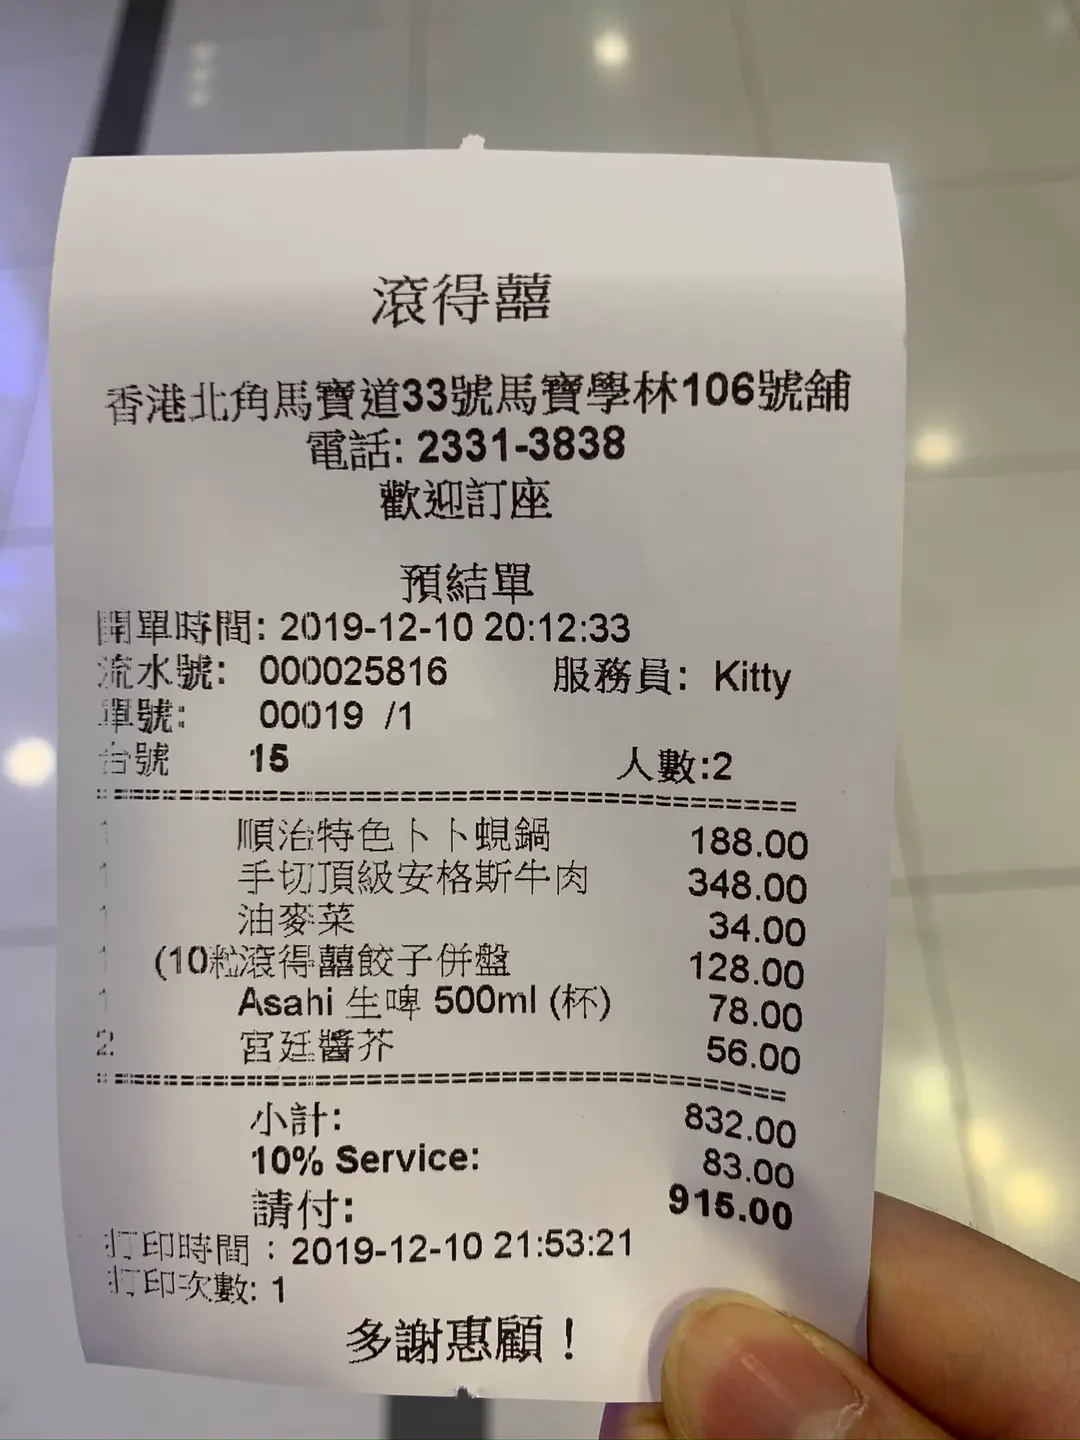 滾得囍
香港北角馬寶道33號馬寶學林106號舖
電話: 2331-3838
歡迎訂座
預結單
開單時間: 2019-12-10 20:12:33
流水號: 000025816 服務員: Kitty
單號: 00019 /1
台號 15 人數:2
1 順治特色卜卜蜆鍋 188.00
1 手切頂級安格斯牛肉 348.00
1 油麥菜 34.00
1 (10粒滾得囍餃子併盤 128.00
1 Asahi 生啤 500ml (杯) 78.00
2 宮廷醬芥 56.00
小計: 832.00
10% Service: 83.00
請付: 915.00
打印時間 : 2019-12-10 21:53:21
打印次數: 1
多謝惠顧！